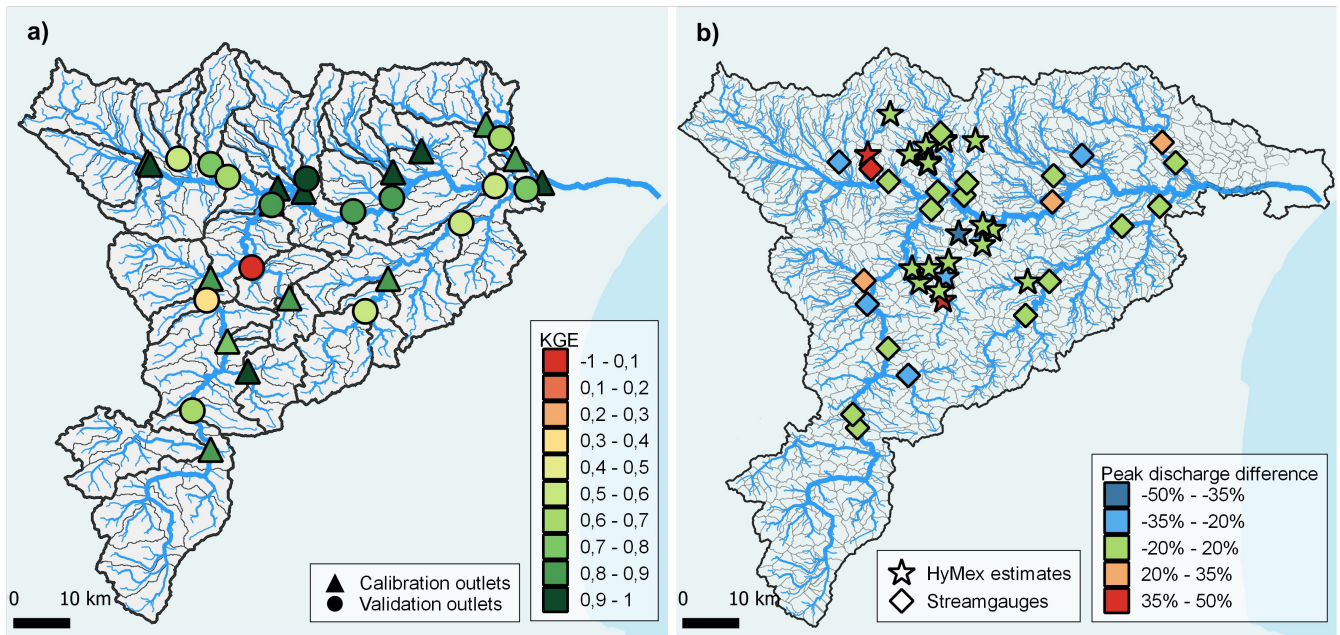 a)
KGE
-1 - 0,1
0,1 - 0,2
0,2 - 0,3
0,3 - 0,4
0,4 - 0,5
0,5 - 0,6
0,6 - 0,7
0,7 - 0,8
0,8 - 0,9
0,9 - 1
Calibration outlets
Validation outlets
0 10 km
b)
Peak discharge difference
-50% - -35%
-35% - -20%
-20% - 20%
20% - 35%
35% - 50%
HyMex estimates
Streamgauges
0 10 km